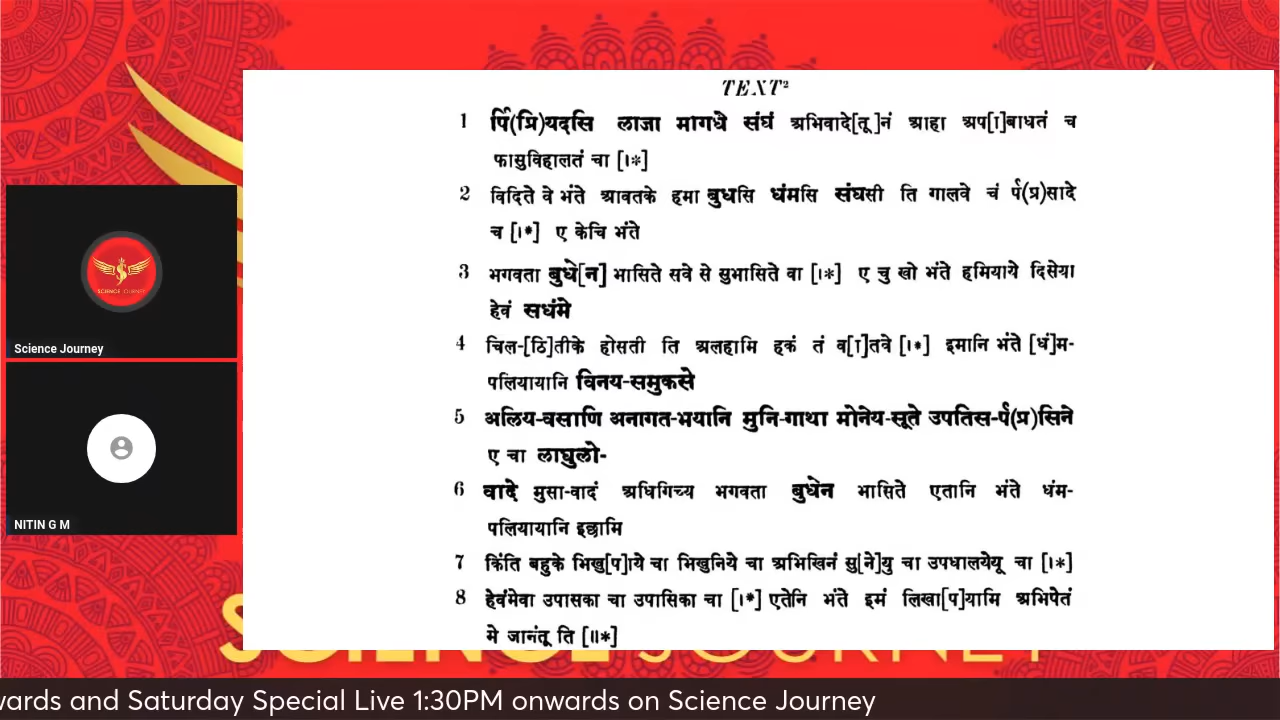 TEXT²
1 र्पि(प्रि)यदसि लाजा मागधे संघं अभिवादे[तू]नं आहा अप[ा]बाधतं च
फासुविहालतं चा [।*]
2 विदिते वे भंते आवतके हमा बुधसि धंमसि संघसी ति गालवे चं र्प(प्र)सादे
च [।*] ए केचि भंते
3 भगवता बुधे[न] भासिते सवे से सुभासिते वा [।*] ए चु खो भंते हमियाये दिसेया
हेवं सधंमे
4 चिल-[ठि]तीके होसती ति अलहामि हकं तं व[ा]तवे [।*] इमानि भंते [धं]म-
पलियायानि विनय-समुकसे
5 अलिय-वसाणि अनागत-भयानि मुनि-गाथा मोनेय-सूते उपतिस-र्प(प्र)सिने
ए चा लाघुलो-
6 वादे मुसा-वादं अधिगिच्य भगवता बुधेन भासिते एतानि भंते धंम-
पलियायानि इछामि
7 किंति बहुके भिखु[प]ाये चा भिखुनिये चा अभिखिनं सु[ने]यु चा उपधालयेयू चा [।*]
8 हेवंमेवा उपासका चा उपासिका चा [।*] एतेनि भंते इमं लिखा[प]यामि अभिपेतं
मे जानंतू ति [॥*]
Science Journey
NITIN G M
SCIENCE JOURNEY
wards and Saturday Special Live 1:30PM onwards on Science Journey